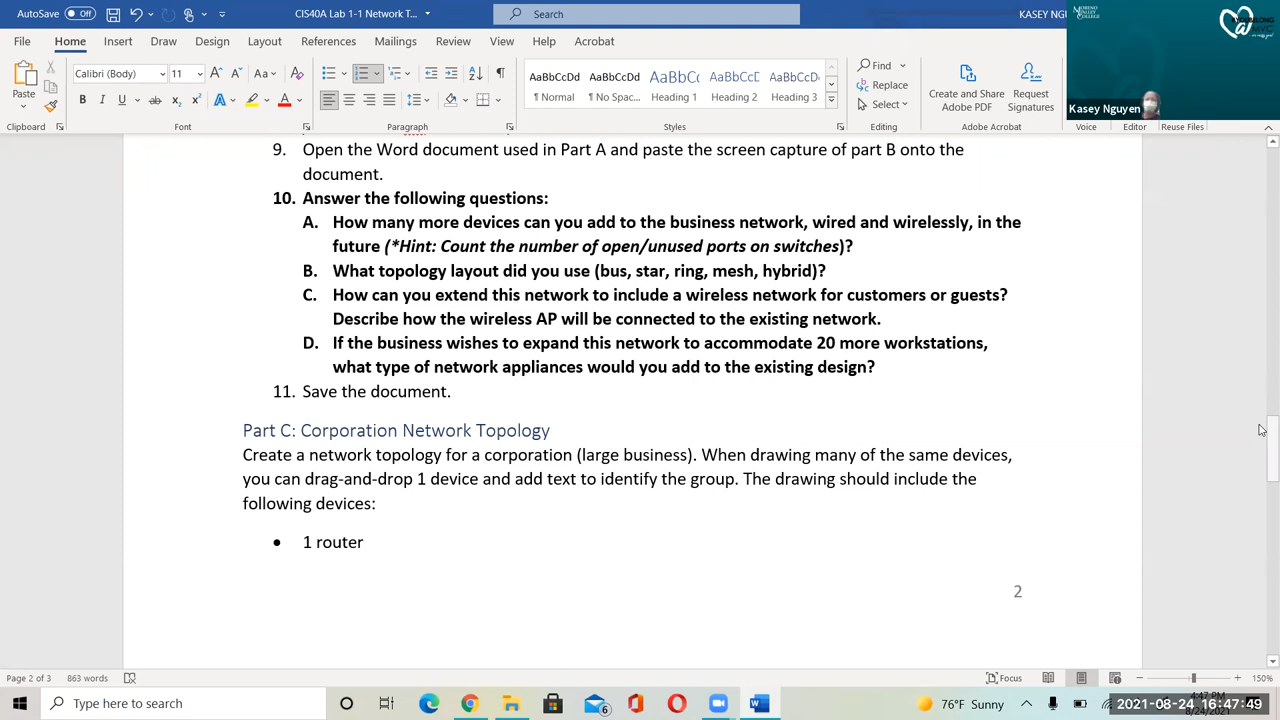 AutoSave Off CIS40A Lab 1-1 Network T... Search KASEY NGUYEN
MORENO VALLEY COLLEGE
File Home Insert Draw Design Layout References Mailings Review View Help Acrobat
Paste
Calibri (Body) 11
AaBbCcDd AaBbCcDd AaBbCc AaBbCcD AaBbCcDd
¶ Normal ¶ No Spac... Heading 1 Heading 2 Heading 3
Find
Replace
Select
Create and Share Adobe PDF
Request Signatures
Kasey Nguyen
Clipboard Font Paragraph Styles Editing Adobe Acrobat Voice Editor Reuse Files
9. Open the Word document used in Part A and paste the screen capture of part B onto the
document.
10. Answer the following questions:
A. How many more devices can you add to the business network, wired and wirelessly, in the
future (*Hint: Count the number of open/unused ports on switches)?
B. What topology layout did you use (bus, star, ring, mesh, hybrid)?
C. How can you extend this network to include a wireless network for customers or guests?
Describe how the wireless AP will be connected to the existing network.
D. If the business wishes to expand this network to accommodate 20 more workstations,
what type of network appliances would you add to the existing design?
11. Save the document.
Part C: Corporation Network Topology
Create a network topology for a corporation (large business). When drawing many of the same devices,
you can drag-and-drop 1 device and add text to identify the group. The drawing should include the
following devices:
• 1 router
2
Page 2 of 3 863 words Focus 150%
Type here to search 6 76°F Sunny 4:47 PM
8/24/2021
2021-08-24 16:47:49